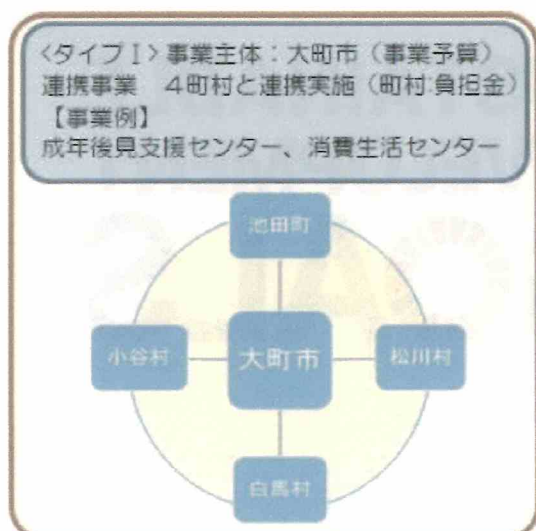 <タイプⅠ>事業主体：大町市（事業予算）
連携事業　４町村と連携実施（町村:負担金）
【事業例】
成年後見支援センター、消費生活センター
池田町
小谷村
大町市
松川村
白馬村